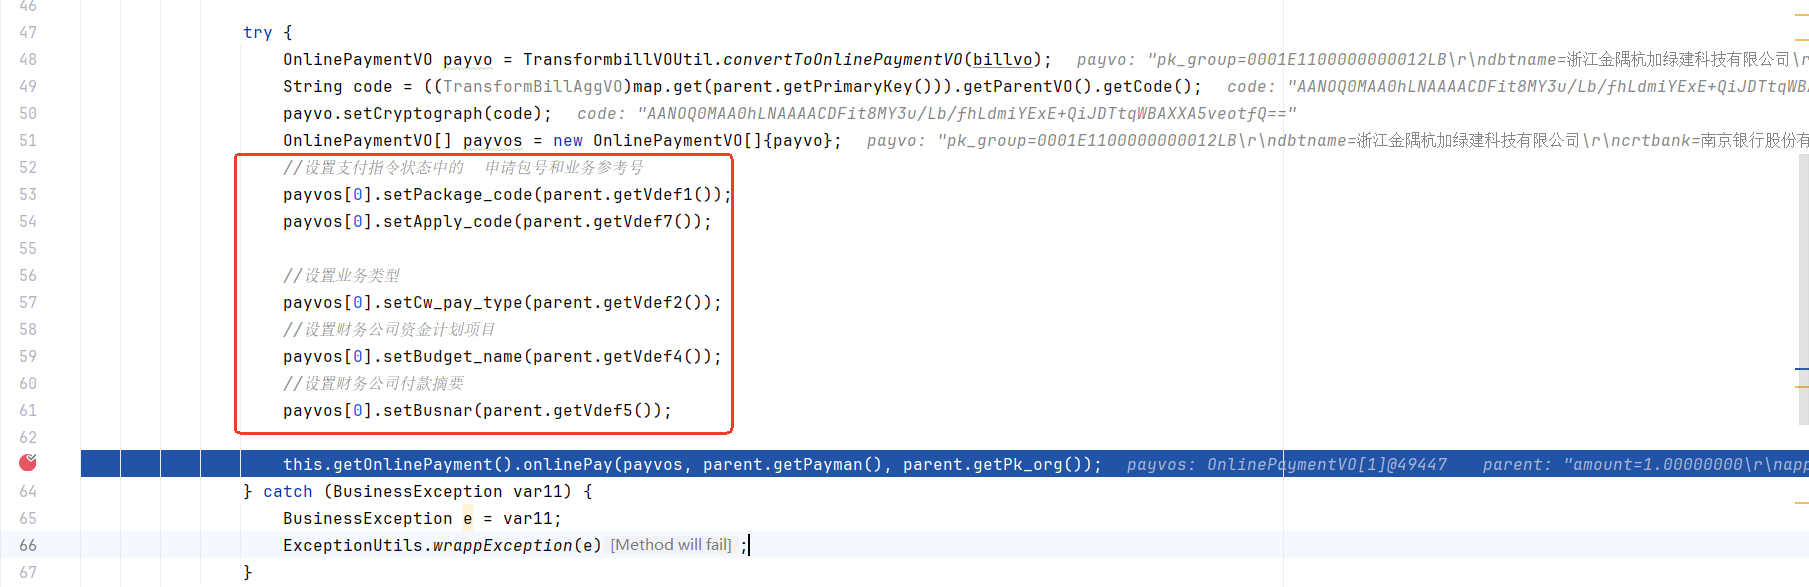 46
47 try {
48 OnlinePaymentVO payvo = TransformbillVOUtil.convertToOnlinePaymentVO(billvo); payvo: "pk_group=0001E1100000000012LB\r\ndbtname=浙江金隅杭加绿建科技有限公司\r
49 String code = ((TransformBillAggVO)map.get(parent.getPrimaryKey())).getParentVO().getCode(); code: "AANOQ0MAA0hLNAAAACDFit8MY3u/Lb/fhLdmiYExE+QiJDTtqWBA
50 payvo.setCryptograph(code); code: "AANOQ0MAA0hLNAAAACDFit8MY3u/Lb/fhLdmiYExE+QiJDTtqWBAXXA5veotfQ=="
51 OnlinePaymentVO[] payvos = new OnlinePaymentVO[]{payvo}; payvo: "pk_group=0001E1100000000012LB\r\ndbtname=浙江金隅杭加绿建科技有限公司\r\ncrtbank=南京银行股份有
52 //设置支付指令状态中的 申请包号和业务参考号
53 payvos[0].setPackage_code(parent.getVdef1());
54 payvos[0].setApply_code(parent.getVdef7());
55
56 //设置业务类型
57 payvos[0].setCw_pay_type(parent.getVdef2());
58 //设置财务公司资金计划项目
59 payvos[0].setBudget_name(parent.getVdef4());
60 //设置财务公司付款摘要
61 payvos[0].setBusnar(parent.getVdef5());
62
this.getOnlinePayment().onlinePay(payvos, parent.getPayman(), parent.getPk_org()); payvos: OnlinePaymentVO[1]@49447 parent: "amount=1.00000000\r\napp
64 } catch (BusinessException var11) {
65 BusinessException e = var11;
66 ExceptionUtils.wrappException(e) [Method will fail] ;
67 }